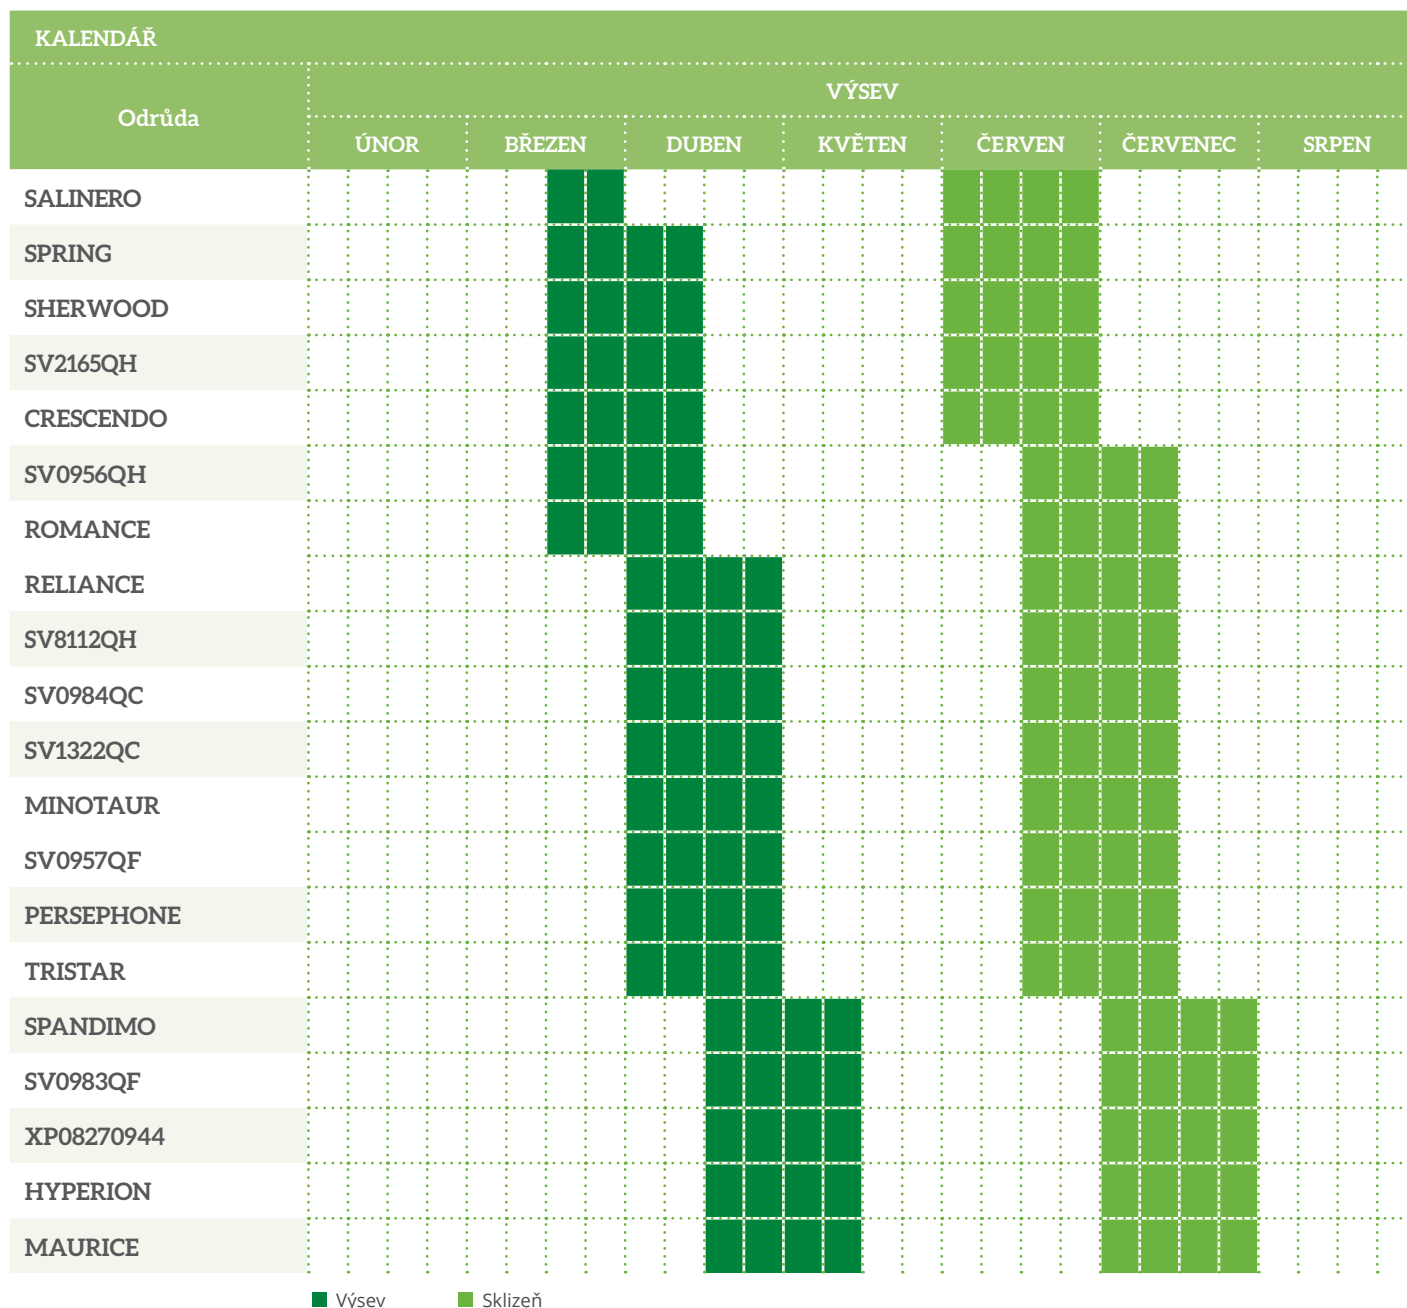 KALENDÁŘ
Odrůda
VÝSEV
ÚNOR BŘEZEN DUBEN KVĚTEN ČERVEN ČERVENEC SRPEN
SALINERO
SPRING
SHERWOOD
SV2165QH
CRESCENDO
SV0956QH
ROMANCE
RELIANCE
SV8112QH
SV0984QC
SV1322QC
MINOTAUR
SV0957QF
PERSEPHONE
TRISTAR
SPANDIMO
SV0983QF
XP08270944
HYPERION
MAURICE
Výsev Sklizeň